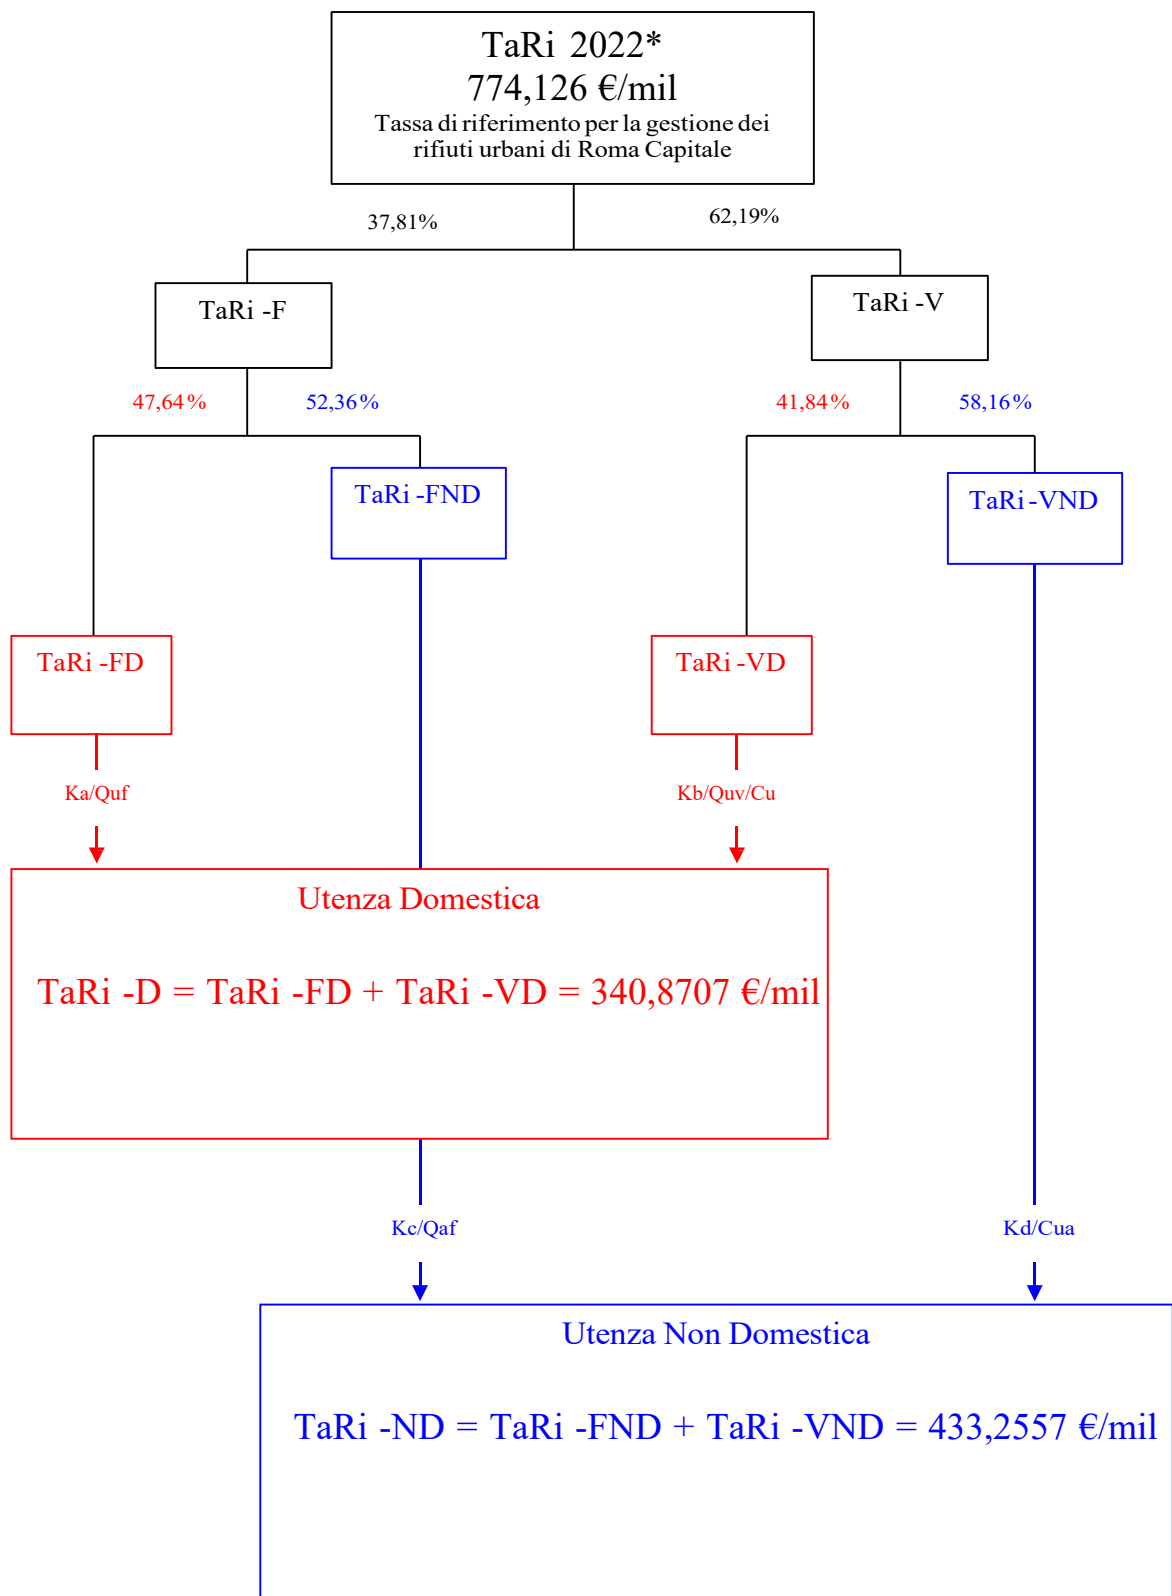 TaRi 2022*
774,126 €/mil
Tassa di riferimento per la gestione dei
rifiuti urbani di Roma Capitale
37,81%
62,19%
TaRi -F
TaRi -V
47,64%
52,36%
41,84%
58,16%
TaRi -FND
TaRi -VND
TaRi -FD
TaRi -VD
Ka/Quf
Kb/Quv/Cu
Utenza Domestica
TaRi -D = TaRi -FD + TaRi -VD = 340,8707 €/mil
Kc/Qaf
Kd/Cua
Utenza Non Domestica
TaRi -ND = TaRi -FND + TaRi -VND = 433,2557 €/mil